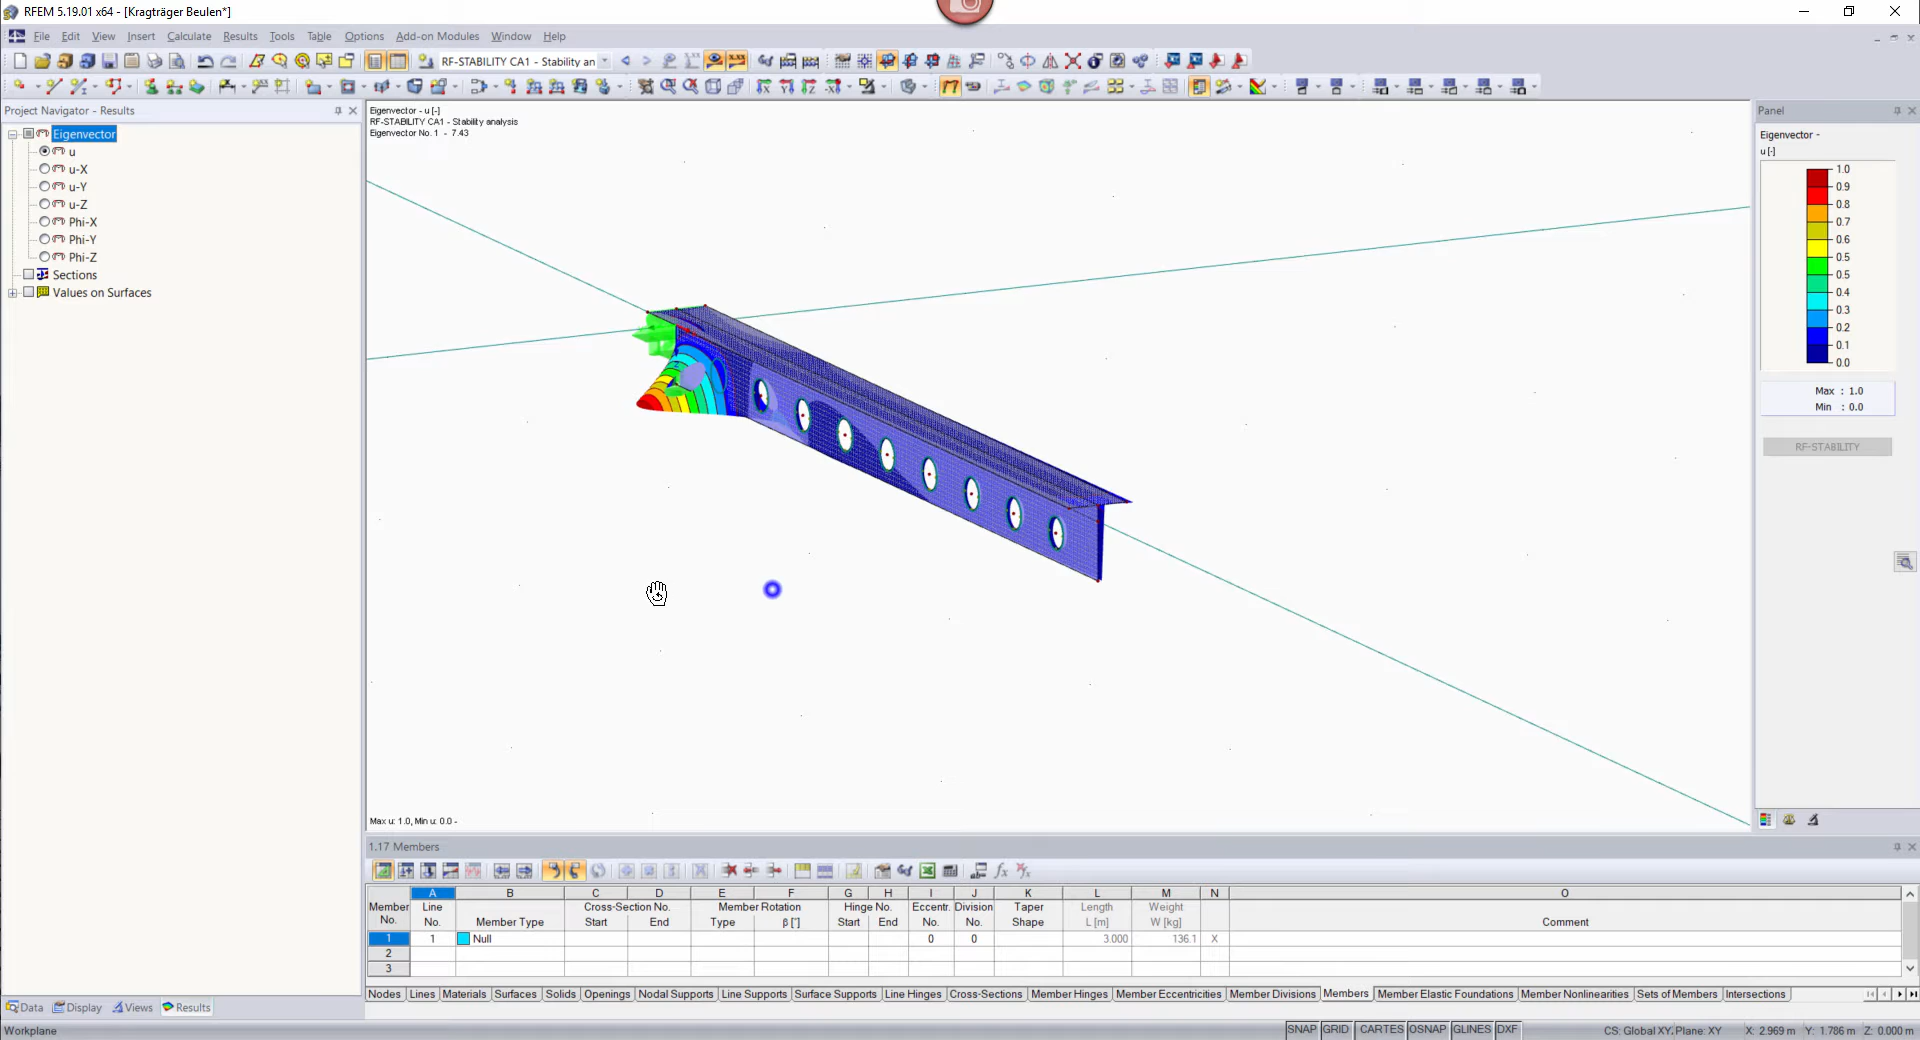 RFEM 5.19.01 x64 - [Kragträger Beulen*]
File Edit View Insert Calculate Results Tools Table Options Add-on Modules Window Help
RF-STABILITY CA1 - Stability an
Project Navigator - Results
Eigenvector
u
u-X
u-Y
u-Z
Phi-X
Phi-Y
Phi-Z
Sections
Values on Surfaces
Eigenvector - u [-]
RF-STABILITY CA1 - Stability analysis
Eigenvector No. 1 - 7.43
Max u: 1.0, Min u: 0.0 -
Panel
Eigenvector -
u [-]
1.0
0.9
0.8
0.7
0.6
0.5
0.5
0.4
0.3
0.2
0.1
0.0
Max : 1.0
Min : 0.0
RF-STABILITY
1.17 Members
A B C D E F G H I J K L M N O
Member Line Cross-Section No. Member Rotation Hinge No. Eccentr. Division Taper Length Weight
No. No. Member Type Start End Type β [°] Start End No. No. Shape L [m] W [kg] Comment
1 1 Null 0 0 3.000 136.1 X
2
3
Nodes Lines Materials Surfaces Solids Openings Nodal Supports Line Supports Surface Supports Line Hinges Cross-Sections Member Hinges Member Eccentricities Member Divisions Members Member Elastic Foundations Member Nonlinearities Sets of Members Intersections
Data Display Views Results
Workplane
SNAP GRID CARTES OSNAP GLINES DXF CS: Global XY. Plane: XY X: 2.969 m Y: 1.786 m Z: 0.000 m